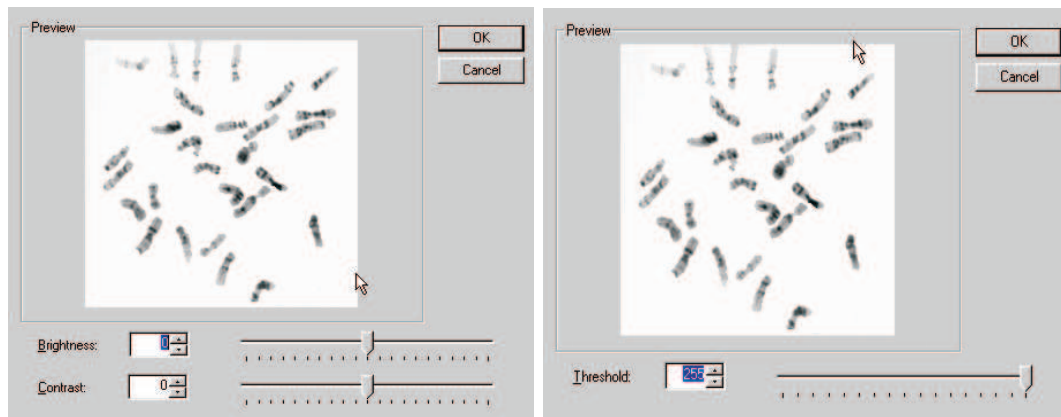 Preview
OK
Cancel
Brightness: 0
Contrast: 0
Preview
OK
Cancel
Threshold: 255